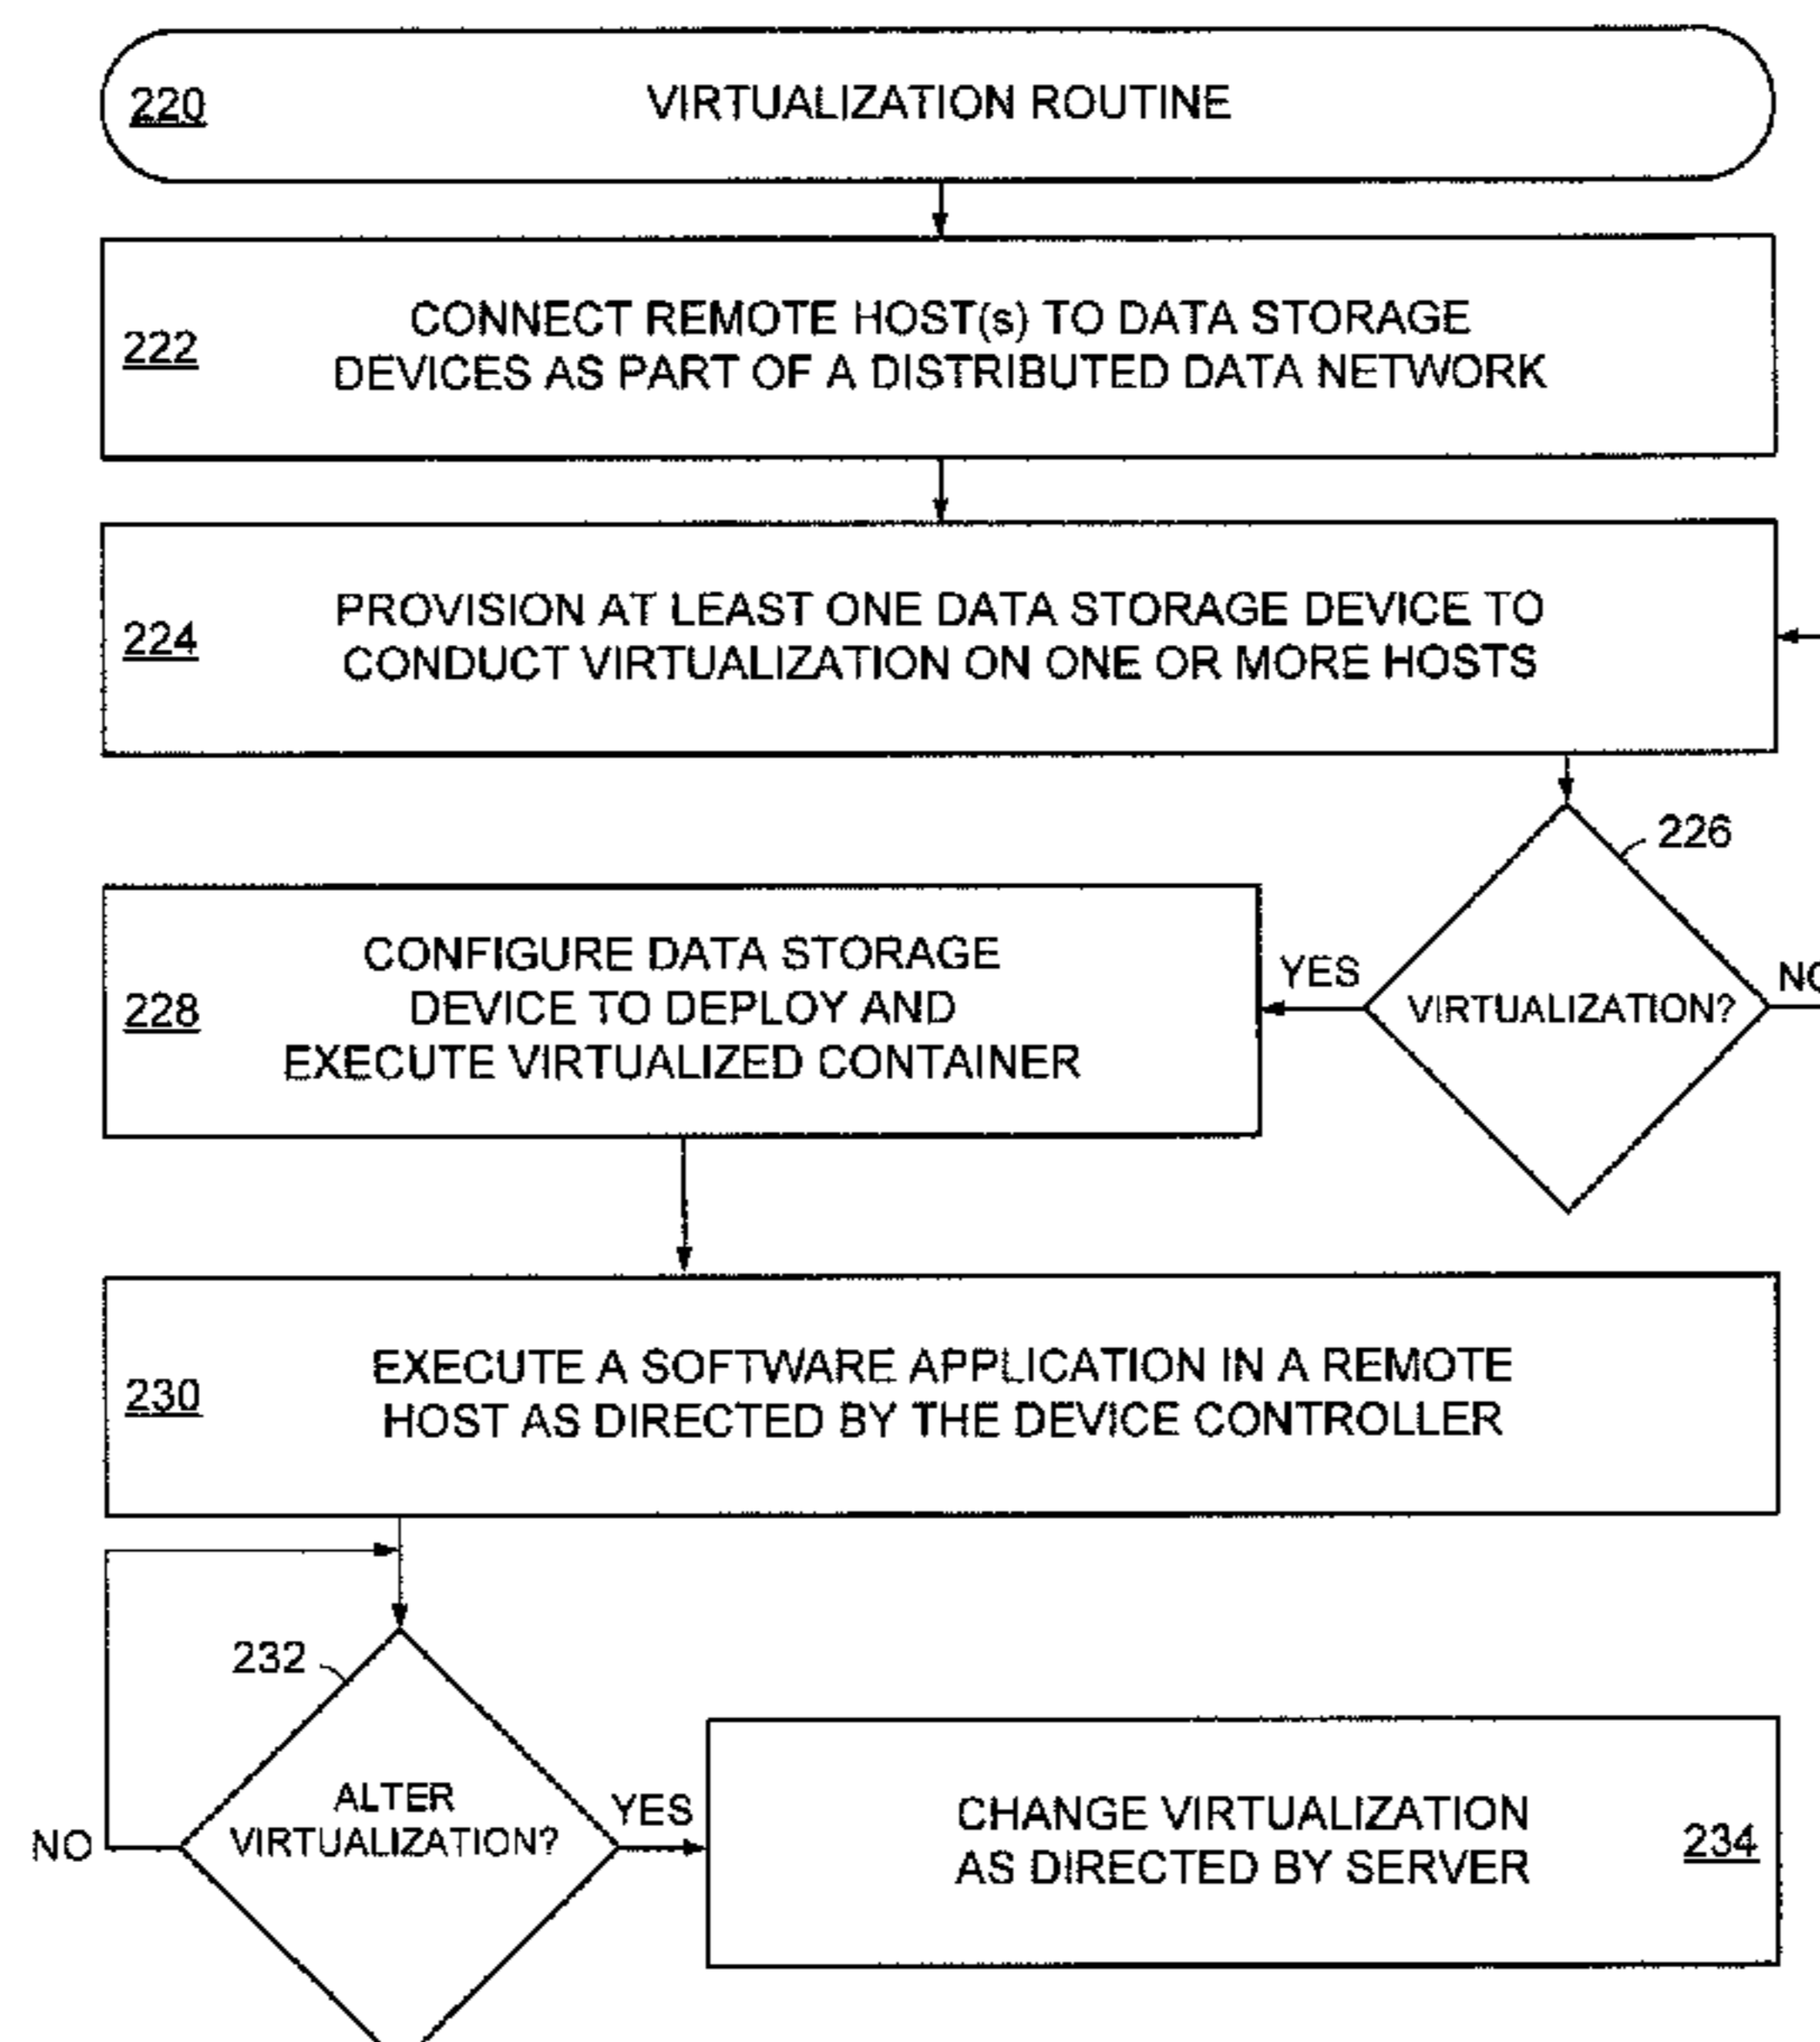 220
VIRTUALIZATION ROUTINE
222
CONNECT REMOTE HOST(s) TO DATA STORAGE
DEVICES AS PART OF A DISTRIBUTED DATA NETWORK
224
PROVISION AT LEAST ONE DATA STORAGE DEVICE TO
CONDUCT VIRTUALIZATION ON ONE OR MORE HOSTS
226
VIRTUALIZATION?
YES
NO
228
CONFIGURE DATA STORAGE
DEVICE TO DEPLOY AND
EXECUTE VIRTUALIZED CONTAINER
230
EXECUTE A SOFTWARE APPLICATION IN A REMOTE
HOST AS DIRECTED BY THE DEVICE CONTROLLER
232
ALTER
VIRTUALIZATION?
NO
YES
CHANGE VIRTUALIZATION
AS DIRECTED BY SERVER
234